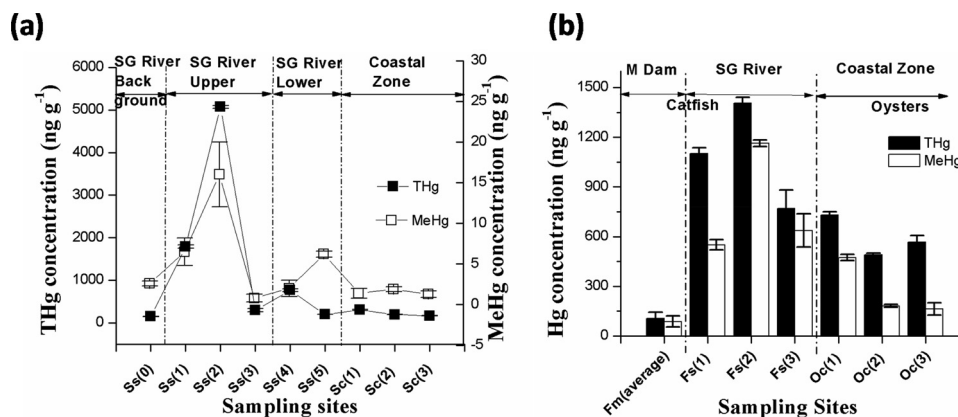 (a)
SG River
Back
ground
SG River
Upper
SG River
Lower
Coastal
Zone
THg concentration (ng g⁻¹)
6000
5000
4000
3000
2000
1000
0
MeHg concentration (ng g⁻¹)
30
25
20
15
10
5
0
-5
THg
MeHg
Ss(0)
Ss(1)
Ss(2)
Ss(3)
Ss(4)
Ss(5)
Sc(1)
Sc(2)
Sc(3)
Sampling sites
(b)
M Dam
SG River
Coastal Zone
Catfish
Oysters
Hg concentration (ng g⁻¹)
1500
1200
900
600
300
0
THg
MeHg
Fm(average)
Fs(1)
Fs(2)
Fs(3)
Oc(1)
Oc(2)
Oc(3)
Sampling Sites